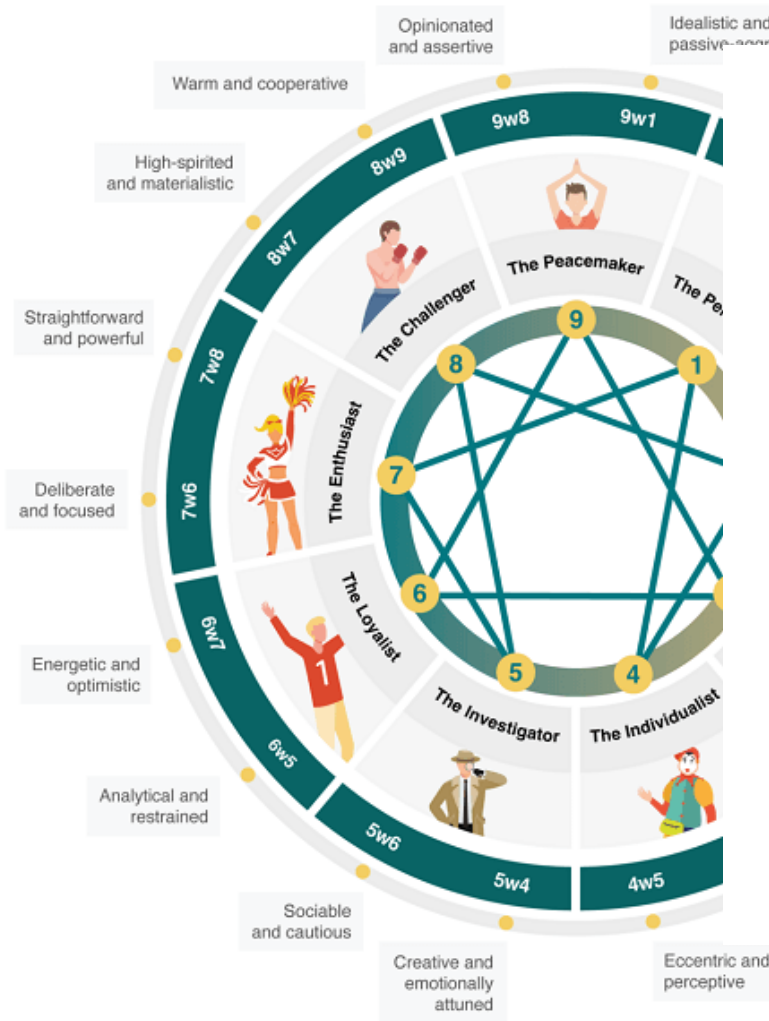 Opinionated
and assertive
Idealistic and
Warm and cooperative
High-spirited
and materialistic
Straightforward
and powerful
Deliberate
and focused
Energetic and
optimistic
Analytical and
restrained
Sociable
and cautious
Creative and
emotionally
attuned
Eccentric and
perceptive
9w8
9w1
8w9
8w7
7w8
7w6
6w7
6w5
5w6
5w4
4w5
The Peacemaker
The Challenger
The Enthusiast
The Loyalist
The Investigator
The Individualist
The
9
8
1
7
6
5
4
1